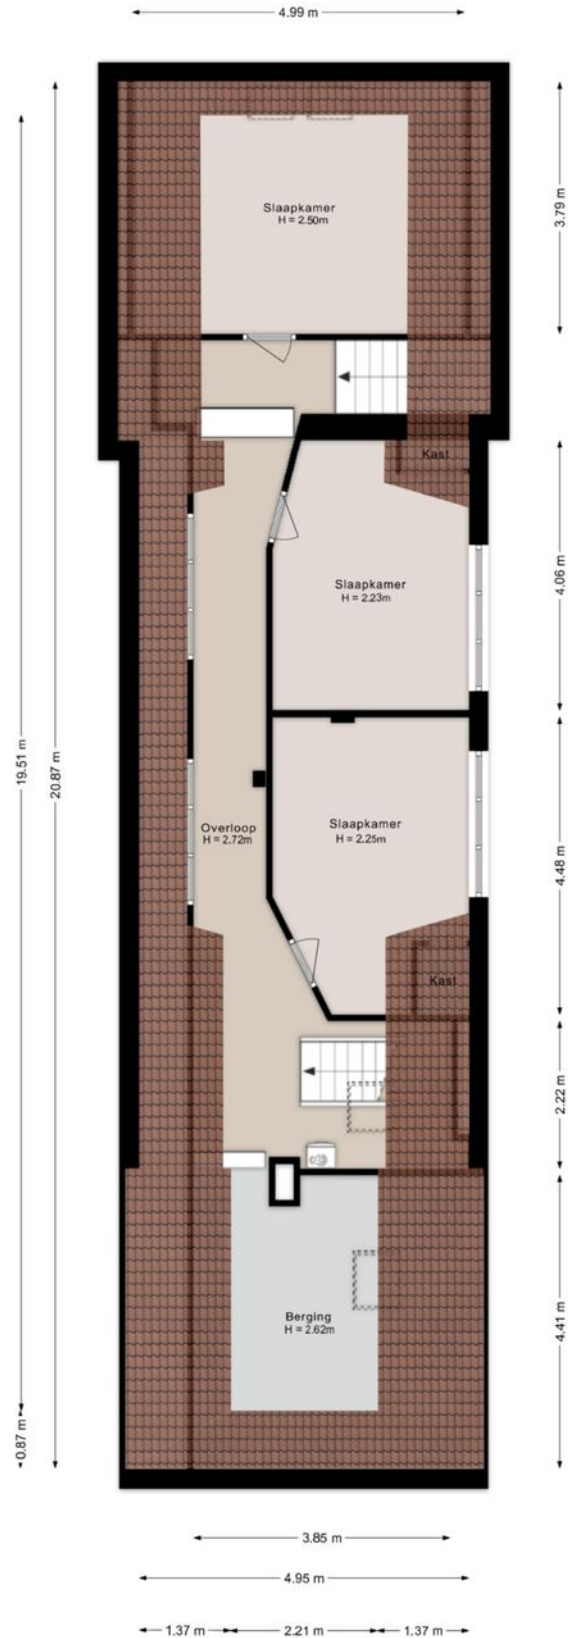 4.99 m
Slaapkamer
H = 2.50m
3.79 m
Kast
Slaapkamer
H = 2.23m
4.06 m
19.51 m
20.87 m
Overloop
H = 2.72m
Slaapkamer
H = 2.25m
4.48 m
Kast
2.22 m
Berging
H = 2.62m
4.41 m
0.87 m
3.85 m
4.95 m
1.37 m
2.21 m
1.37 m